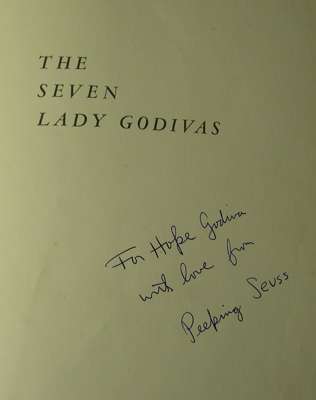 THE
SEVEN
LADY GODIVAS
For Hope Godiva
with love from
Peeping Seuss